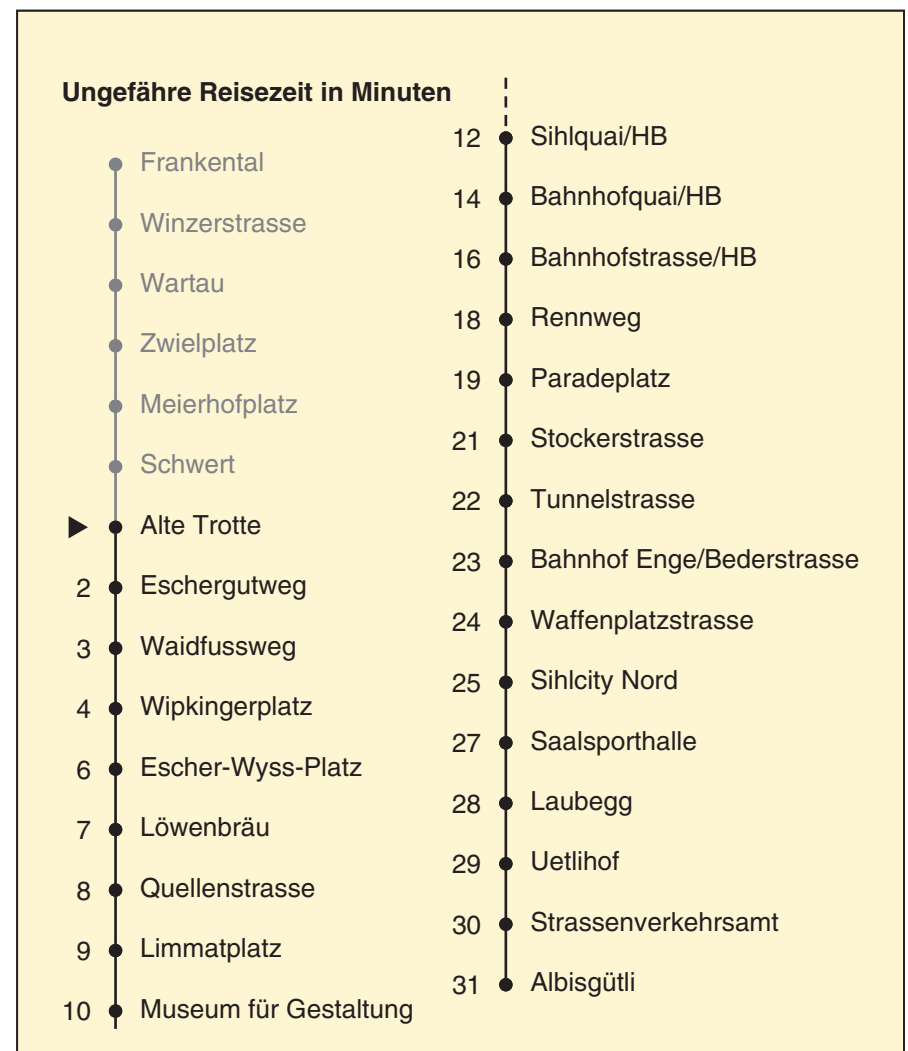 Ungefähre Reisezeit in Minuten
Frankental
Winzerstrasse
Wartau
Zwielplatz
Meierhofplatz
Schwert
Alte Trotte
2 Eschergutweg
3 Waidfussweg
4 Wipkingerplatz
6 Escher-Wyss-Platz
7 Löwenbräu
8 Quellenstrasse
9 Limmatplatz
10 Museum für Gestaltung
12 Sihlquai/HB
14 Bahnhofquai/HB
16 Bahnhofstrasse/HB
18 Rennweg
19 Paradeplatz
21 Stockerstrasse
22 Tunnelstrasse
23 Bahnhof Enge/Bederstrasse
24 Waffenplatzstrasse
25 Sihlcity Nord
27 Saalsporthalle
28 Laubegg
29 Uetlihof
30 Strassenverkehrsamt
31 Albisgütli